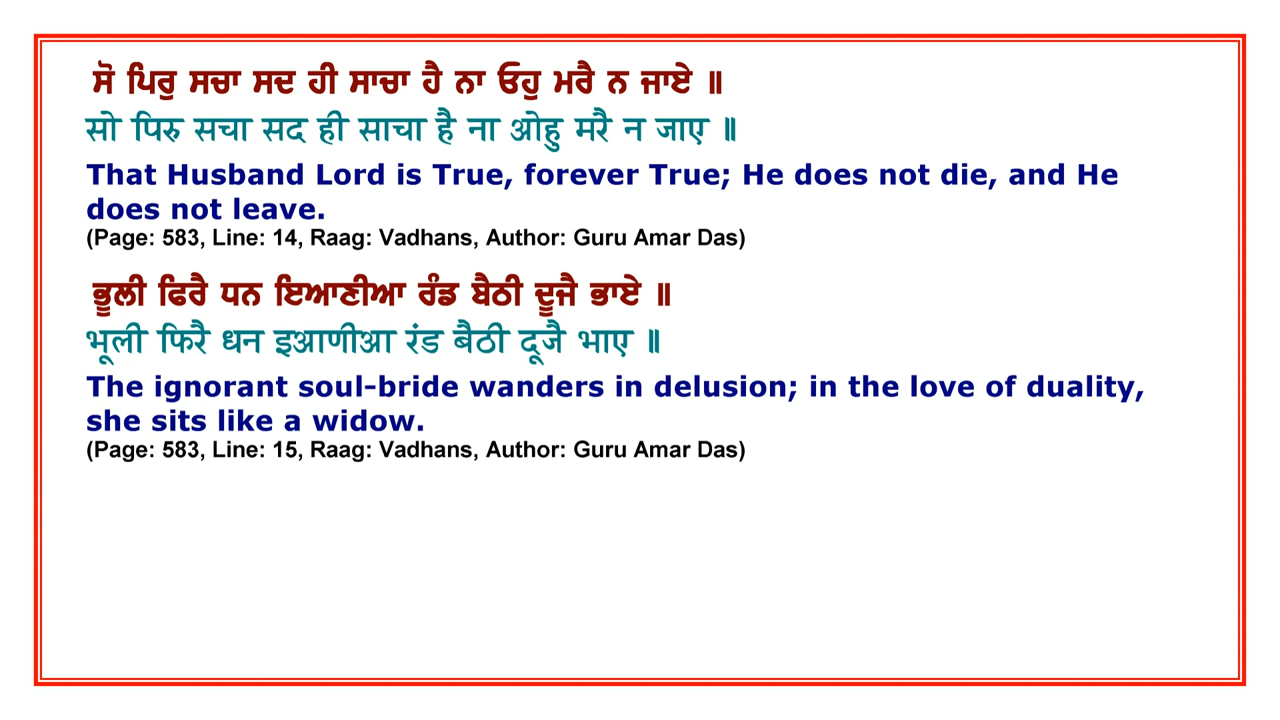 ਸੋ ਪਿਰੁ ਸਚਾ ਸਦ ਹੀ ਸਾਚਾ ਹੈ ਨਾ ਓਹੁ ਮਰੈ ਨ ਜਾਏ ॥
सो पिरु सचा सद ही साचा है ना ओहु मरै न जाए ॥
That Husband Lord is True, forever True; He does not die, and He
does not leave.
(Page: 583, Line: 14, Raag: Vadhans, Author: Guru Amar Das)
ਭੂਲੀ ਫਿਰੈ ਧਨ ਇਆਣੀਆ ਰੰਡ ਬੈਠੀ ਦੂਜੈ ਭਾਏ ॥
भूली फिरै धन इआणीआ रंड बैठी दूजै भाए ॥
The ignorant soul-bride wanders in delusion; in the love of duality,
she sits like a widow.
(Page: 583, Line: 15, Raag: Vadhans, Author: Guru Amar Das)